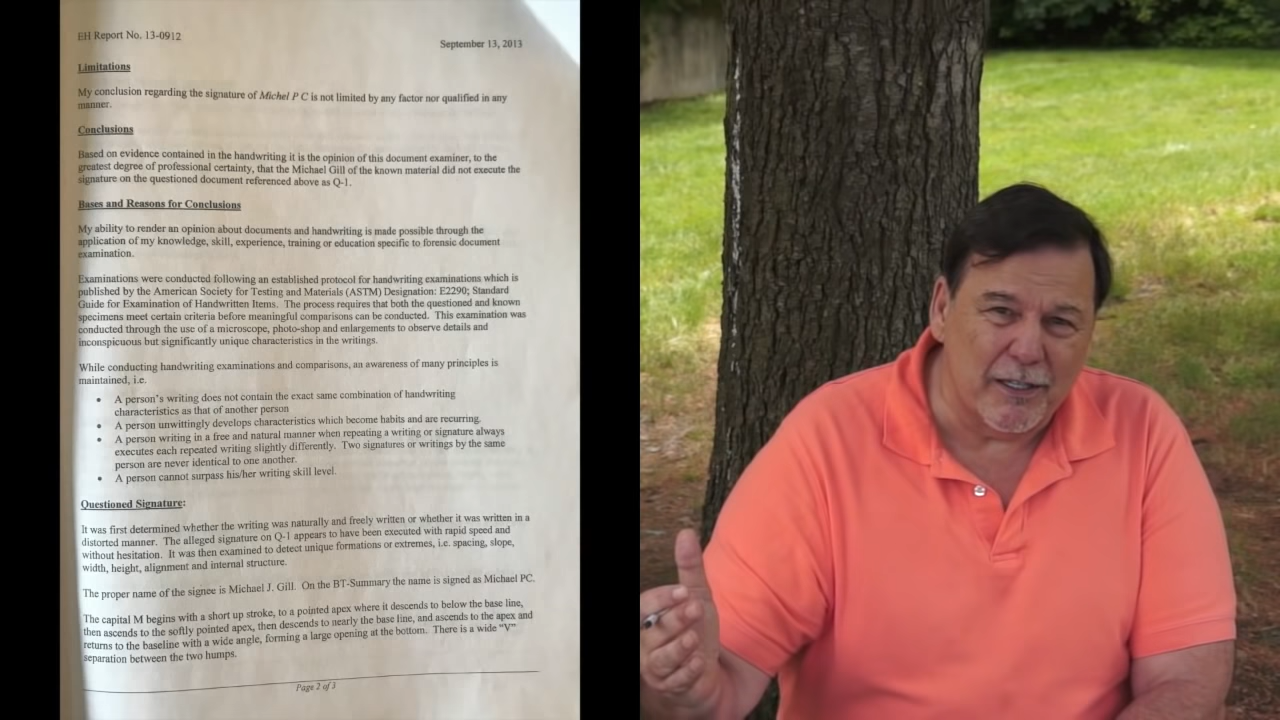 EH Report No. 13-0912
September 13, 2013
Limitations
My conclusion regarding the signature of Michel P C is not limited by any factor nor qualified in any
manner.
Conclusions
Based on evidence contained in the handwriting it is the opinion of this document examiner, to the
greatest degree of professional certainty, that the Michael Gill of the known material did not execute the
signature on the questioned document referenced above as Q-1.
Bases and Reasons for Conclusions
My ability to render an opinion about documents and handwriting is made possible through the
application of my knowledge, skill, experience, training or education specific to forensic document
examination.
Examinations were conducted following an established protocol for handwriting examinations which is
published by the American Society for Testing and Materials (ASTM) Designation: E2290; Standard
Guide for Examination of Handwritten Items. The process requires that both the questioned and known
specimens meet certain criteria before meaningful comparisons can be conducted. This examination was
conducted through the use of a microscope, photo-shop and enlargements to observe details and
inconspicuous but significantly unique characteristics in the writings.
While conducting handwriting examinations and comparisons, an awareness of many principles is
maintained, i.e.
• A person's writing does not contain the exact same combination of handwriting
characteristics as that of another person
• A person unwittingly develops characteristics which become habits and are recurring.
• A person writing in a free and natural manner when repeating a writing or signature always
executes each repeated writing slightly differently. Two signatures or writings by the same
person are never identical to one another.
• A person cannot surpass his/her writing skill level.
Questioned Signature:
It was first determined whether the writing was naturally and freely written or whether it was written in a
distorted manner. The alleged signature on Q-1 appears to have been executed with rapid speed and
without hesitation. It was then examined to detect unique formations or extremes, i.e. spacing, slope,
width, height, alignment and internal structure.
The proper name of the signee is Michael J. Gill. On the BT-Summary the name is signed as Michael PC.
The capital M begins with a short up stroke, to a pointed apex where it descends to below the base line,
then ascends to the softly pointed apex, then descends to nearly the base line, and ascends to the apex and
returns to the baseline with a wide angle, forming a large opening at the bottom. There is a wide "V"
separation between the two humps.
Page 2 of 3